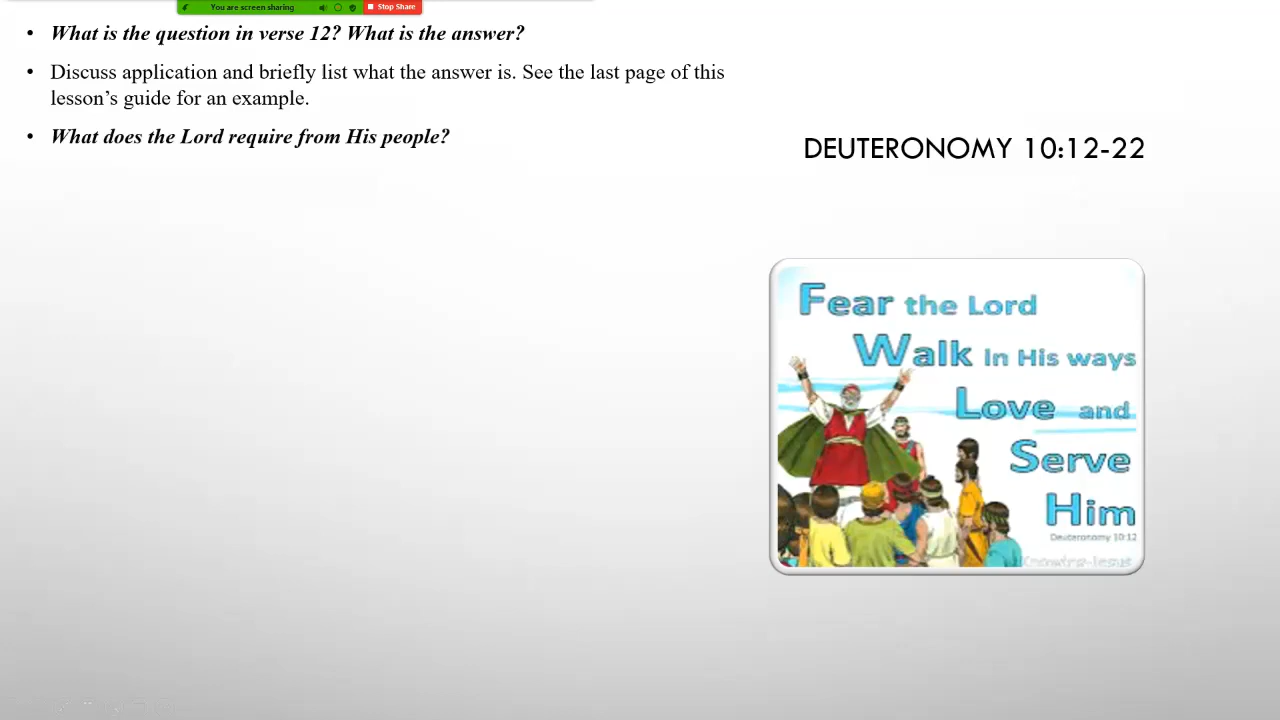 You are screen sharing
Stop Share
• What is the question in verse 12? What is the answer?
• Discuss application and briefly list what the answer is. See the last page of this
lesson’s guide for an example.
• What does the Lord require from His people?
DEUTERONOMY 10:12-22
Fear the Lord
Walk In His ways
Love and
Serve
Him
Deuteronomy 10:12
Knowing-Jesus